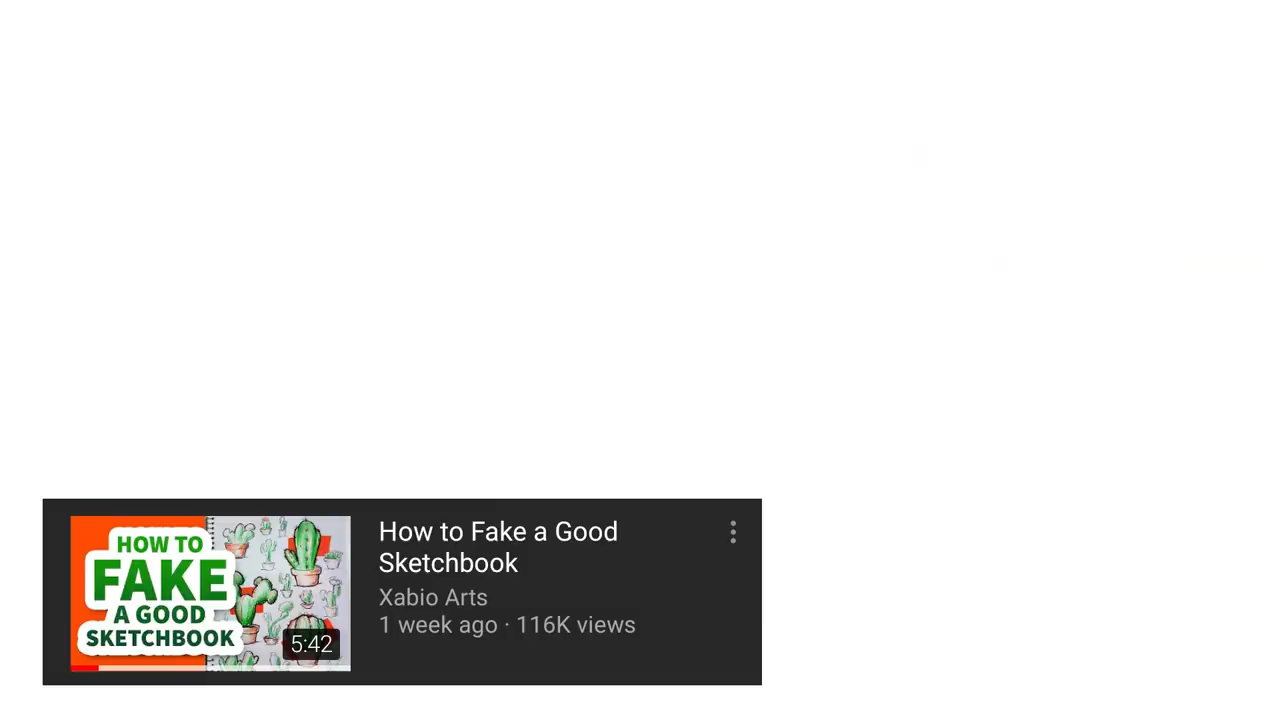 HOW TO
FAKE
A GOOD
SKETCHBOOK
5:42
How to Fake a Good
Sketchbook
Xabio Arts
1 week ago · 116K views